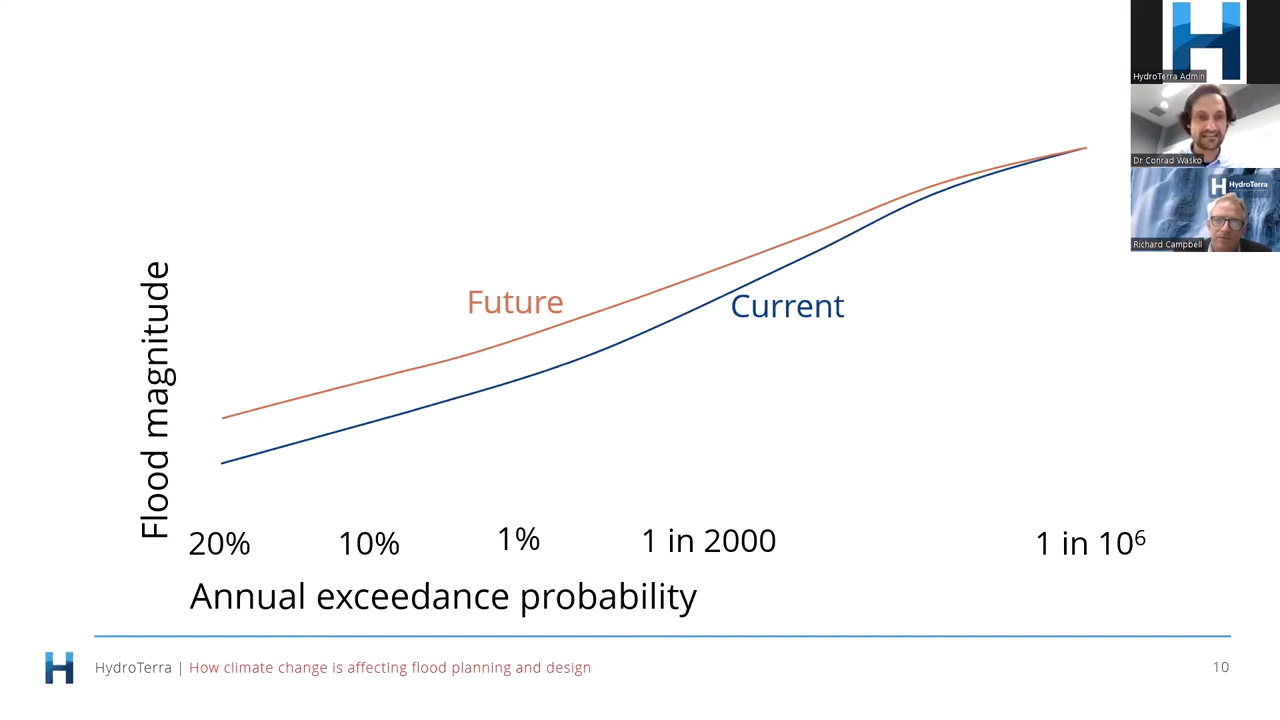 HydroTerra Admin
Dr Conrad Wasko
HydroTerra
Richard Campbell
Flood magnitude
Future
Current
20%
10%
1%
1 in 2000
1 in 10⁶
Annual exceedance probability
HydroTerra | How climate change is affecting flood planning and design
10